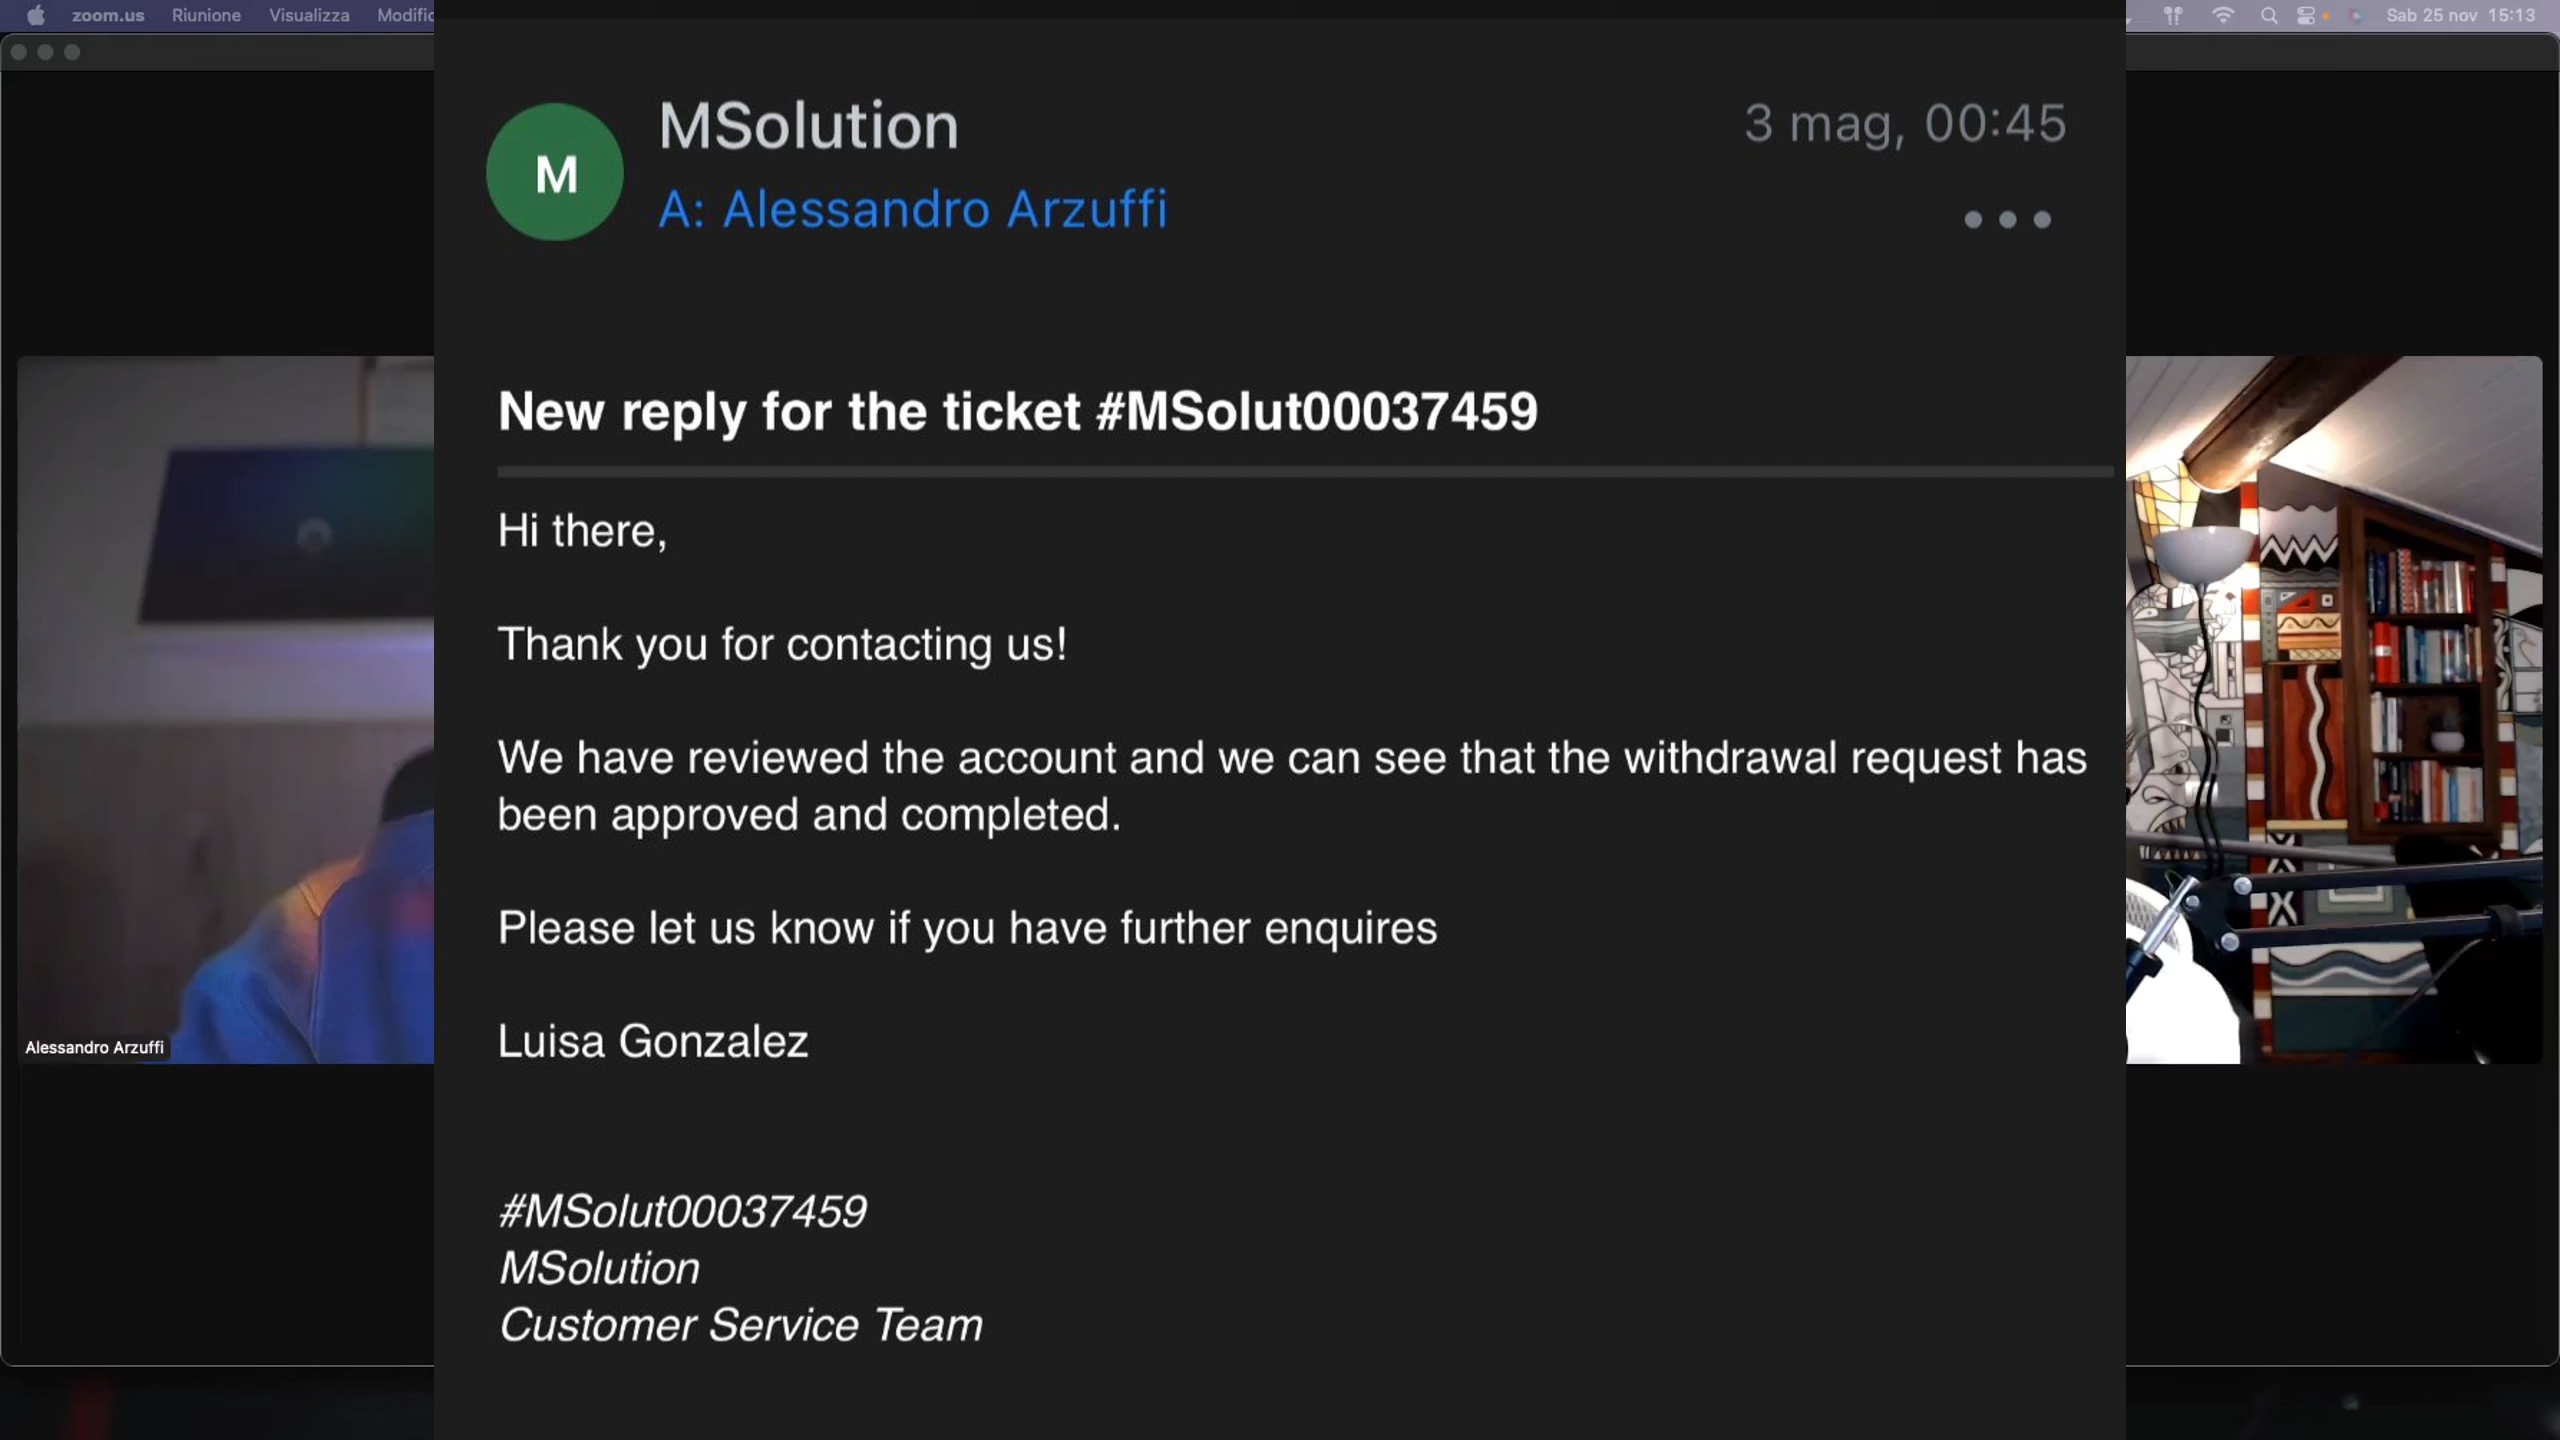 zoom.us Riunione Visualizza
Sab 25 nov 15:13
MSolution
3 mag, 00:45
M
A: Alessandro Arzuffi
New reply for the ticket #MSolut00037459
Hi there,
Thank you for contacting us!
We have reviewed the account and we can see that the withdrawal request has
been approved and completed.
Please let us know if you have further enquires
Luisa Gonzalez
Alessandro Arzuffi
#MSolut00037459
MSolution
Customer Service Team